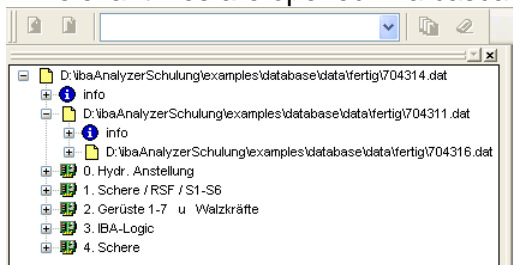 D:\ibaAnalyzerSchulung\examples\database\data\fertig\704314.dat
info
D:\ibaAnalyzerSchulung\examples\database\data\fertig\704311.dat
info
D:\ibaAnalyzerSchulung\examples\database\data\fertig\704316.dat
0. Hydr. Anstellung
1. Schere / RSF / S1-S6
2. Gerüste 1-7 u Walzkräfte
3. IBA-Logic
4. Schere